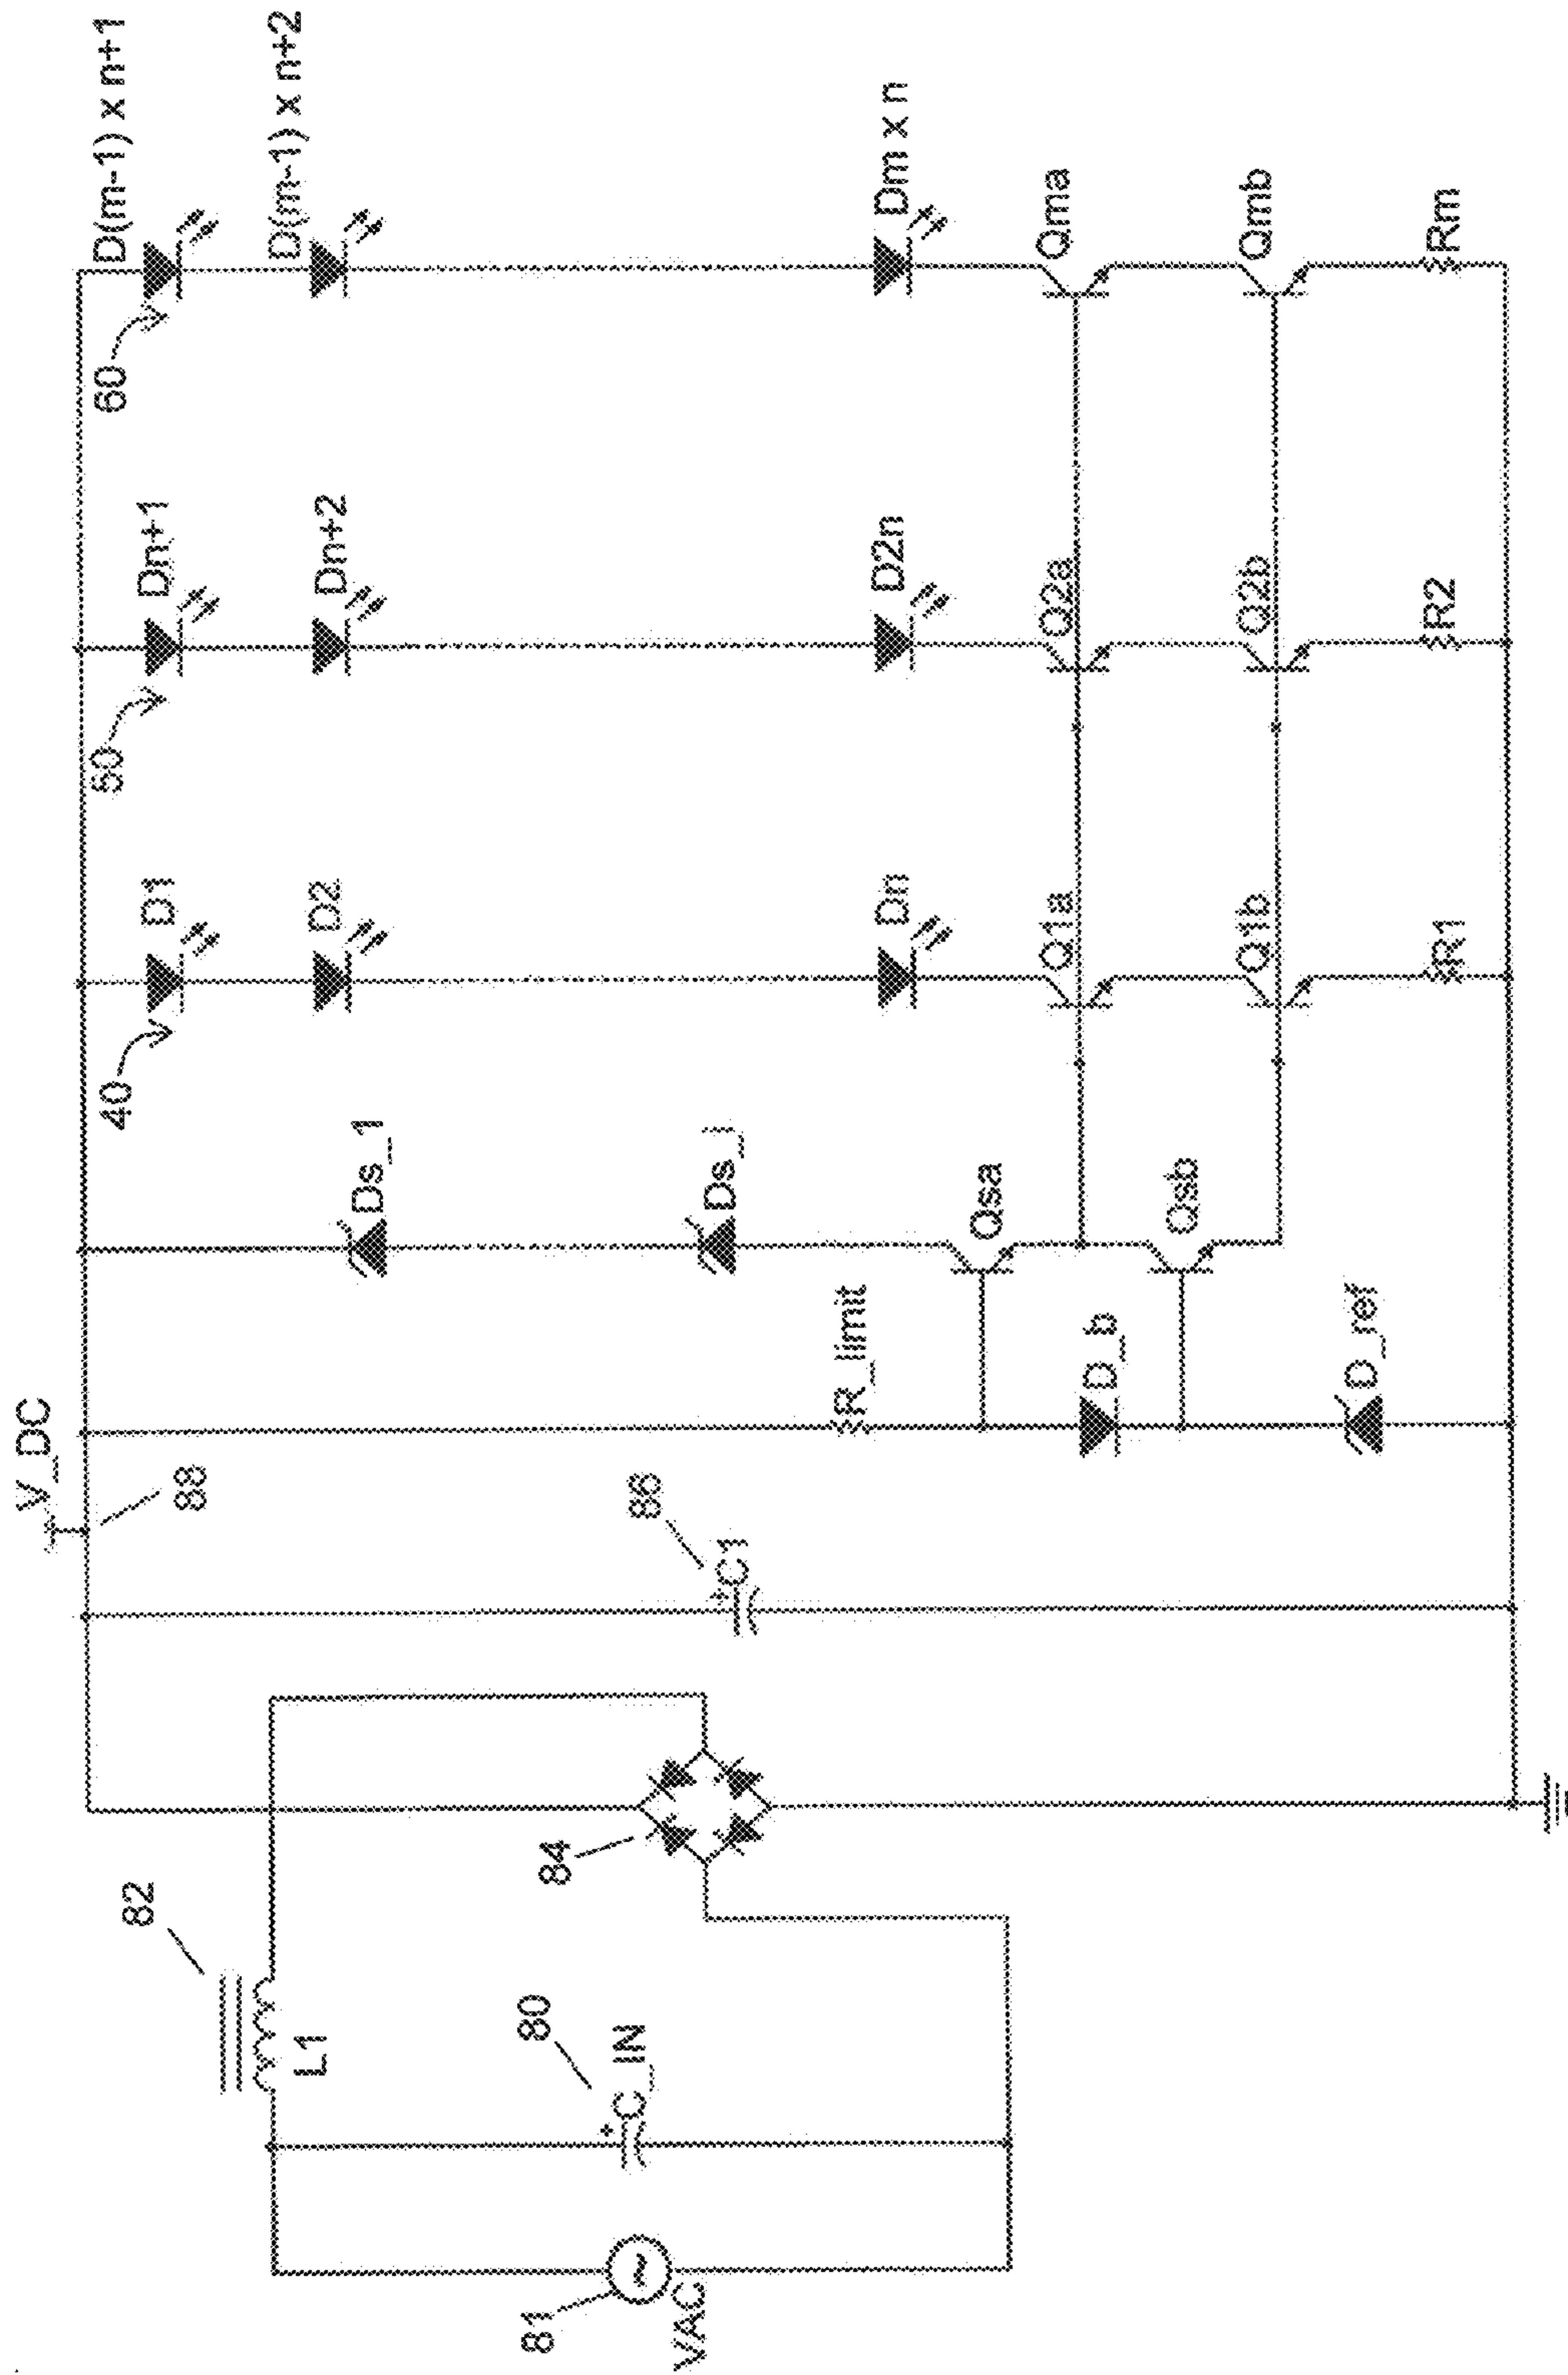 V_DC
88
82
L1
84
80
C_IN
+
81
VAC
~
86
C1
+
R_limit
D_b
D_ref
Ds_1
Ds_j
Qsa
Qsb
40
D1
D2
Dn
Q1a
Q1b
R1
50
Dn+1
Dn+2
D2n
Q2a
Q2b
R2
60
D(m-1) x n+1
D(m-1) x n+2
Dm x n
Qma
Qmb
Rm